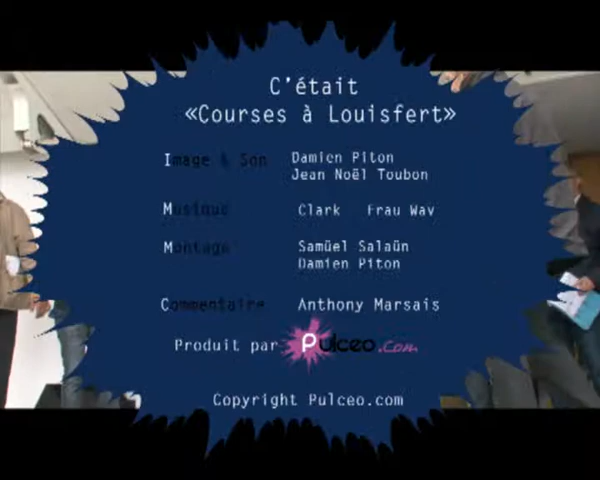 C'était
«Courses à Louisfert»
Image & Son Damien Piton
Jean Noël Toubon
Musique Clark Frau Wav
Montage Samüel Salaün
Damien Piton
Commentaire Anthony Marsais
Produit par Pulceo.com
Copyright Pulceo.com